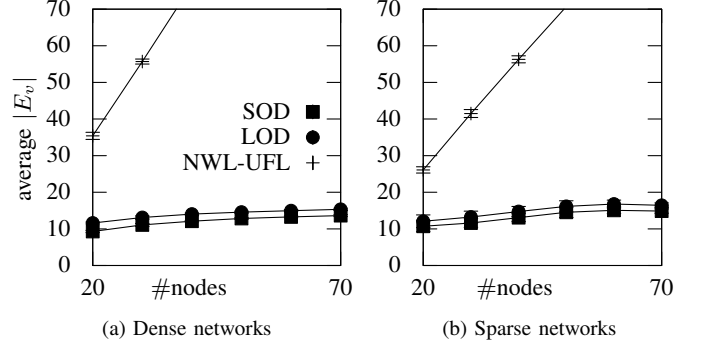 average |E_v|
70
60
50
40
30
20
10
0
SOD
LOD
NWL-UFL
20 #nodes 70
(a) Dense networks
70
60
50
40
30
20
10
0
20 #nodes 70
(b) Sparse networks